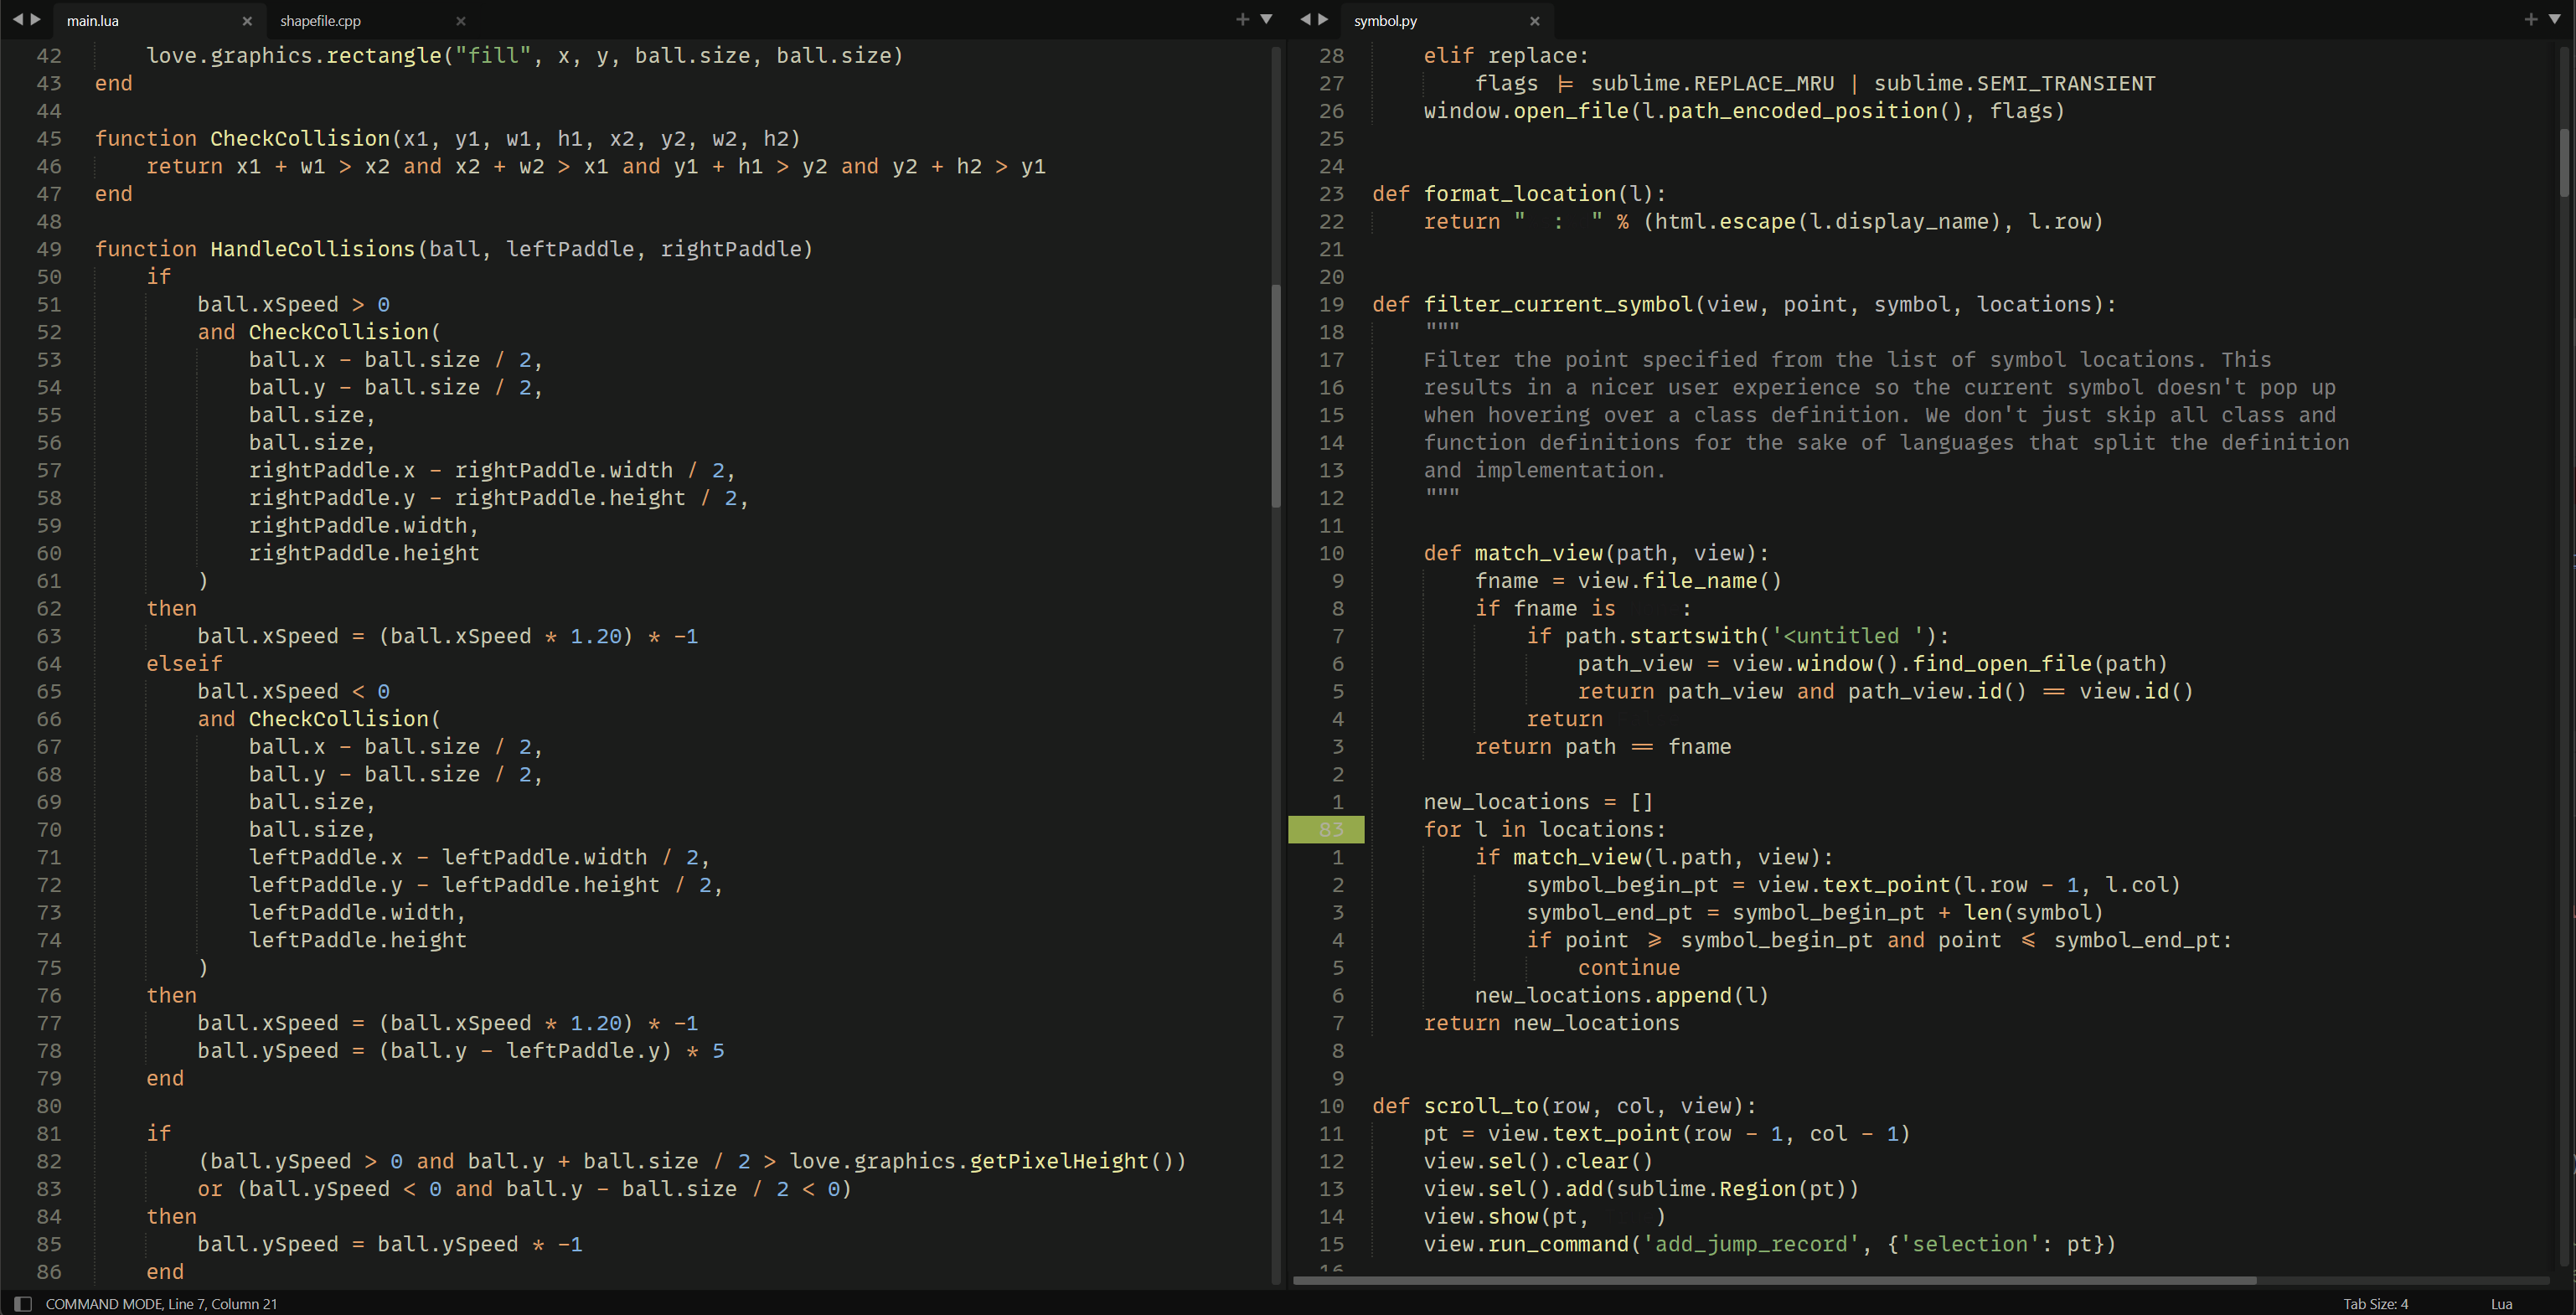 main.lua
shapefile.cpp
42 love.graphics.rectangle("fill", x, y, ball.size, ball.size)
43 end
44
45 function CheckCollision(x1, y1, w1, h1, x2, y2, w2, h2)
46 return x1 + w1 > x2 and x2 + w2 > x1 and y1 + h1 > y2 and y2 + h2 > y1
47 end
48
49 function HandleCollisions(ball, leftPaddle, rightPaddle)
50 if
51 ball.xSpeed > 0
52 and CheckCollision(
53 ball.x - ball.size / 2,
54 ball.y - ball.size / 2,
55 ball.size,
56 ball.size,
57 rightPaddle.x - rightPaddle.width / 2,
58 rightPaddle.y - rightPaddle.height / 2,
59 rightPaddle.width,
60 rightPaddle.height
61 )
62 then
63 ball.xSpeed = (ball.xSpeed * 1.20) * -1
64 elseif
65 ball.xSpeed < 0
66 and CheckCollision(
67 ball.x - ball.size / 2,
68 ball.y - ball.size / 2,
69 ball.size,
70 ball.size,
71 leftPaddle.x - leftPaddle.width / 2,
72 leftPaddle.y - leftPaddle.height / 2,
73 leftPaddle.width,
74 leftPaddle.height
75 )
76 then
77 ball.xSpeed = (ball.xSpeed * 1.20) * -1
78 ball.ySpeed = (ball.y - leftPaddle.y) * 5
79 end
80
81 if
82 (ball.ySpeed > 0 and ball.y + ball.size / 2 > love.graphics.getPixelHeight())
83 or (ball.ySpeed < 0 and ball.y - ball.size / 2 < 0)
84 then
85 ball.ySpeed = ball.ySpeed * -1
86 end
symbol.py
28 elif replace:
27 flags |= sublime.REPLACE_MRU | sublime.SEMI_TRANSIENT
26 window.open_file(l.path_encoded_position(), flags)
25
24
23 def format_location(l):
22 return "  :  " % (html.escape(l.display_name), l.row)
21
20
19 def filter_current_symbol(view, point, symbol, locations):
18 """
17 Filter the point specified from the list of symbol locations. This
16 results in a nicer user experience so the current symbol doesn't pop up
15 when hovering over a class definition. We don't just skip all class and
14 function definitions for the sake of languages that split the definition
13 and implementation.
12 """
11
10 def match_view(path, view):
9 fname = view.file_name()
8 if fname is     :
7 if path.startswith('<untitled '):
6 path_view = view.window().find_open_file(path)
5 return path_view and path_view.id() == view.id()
4 return
3 return path == fname
2
1 new_locations = []
83 for l in locations:
1 if match_view(l.path, view):
2 symbol_begin_pt = view.text_point(l.row - 1, l.col)
3 symbol_end_pt = symbol_begin_pt + len(symbol)
4 if point >= symbol_begin_pt and point <= symbol_end_pt:
5 continue
6 new_locations.append(l)
7 return new_locations
8
9
10 def scroll_to(row, col, view):
11 pt = view.text_point(row - 1, col - 1)
12 view.sel().clear()
13 view.sel().add(sublime.Region(pt))
14 view.show(pt,     )
15 view.run_command('add_jump_record', {'selection': pt})
16
COMMAND MODE, Line 7, Column 21
Tab Size: 4
Lua